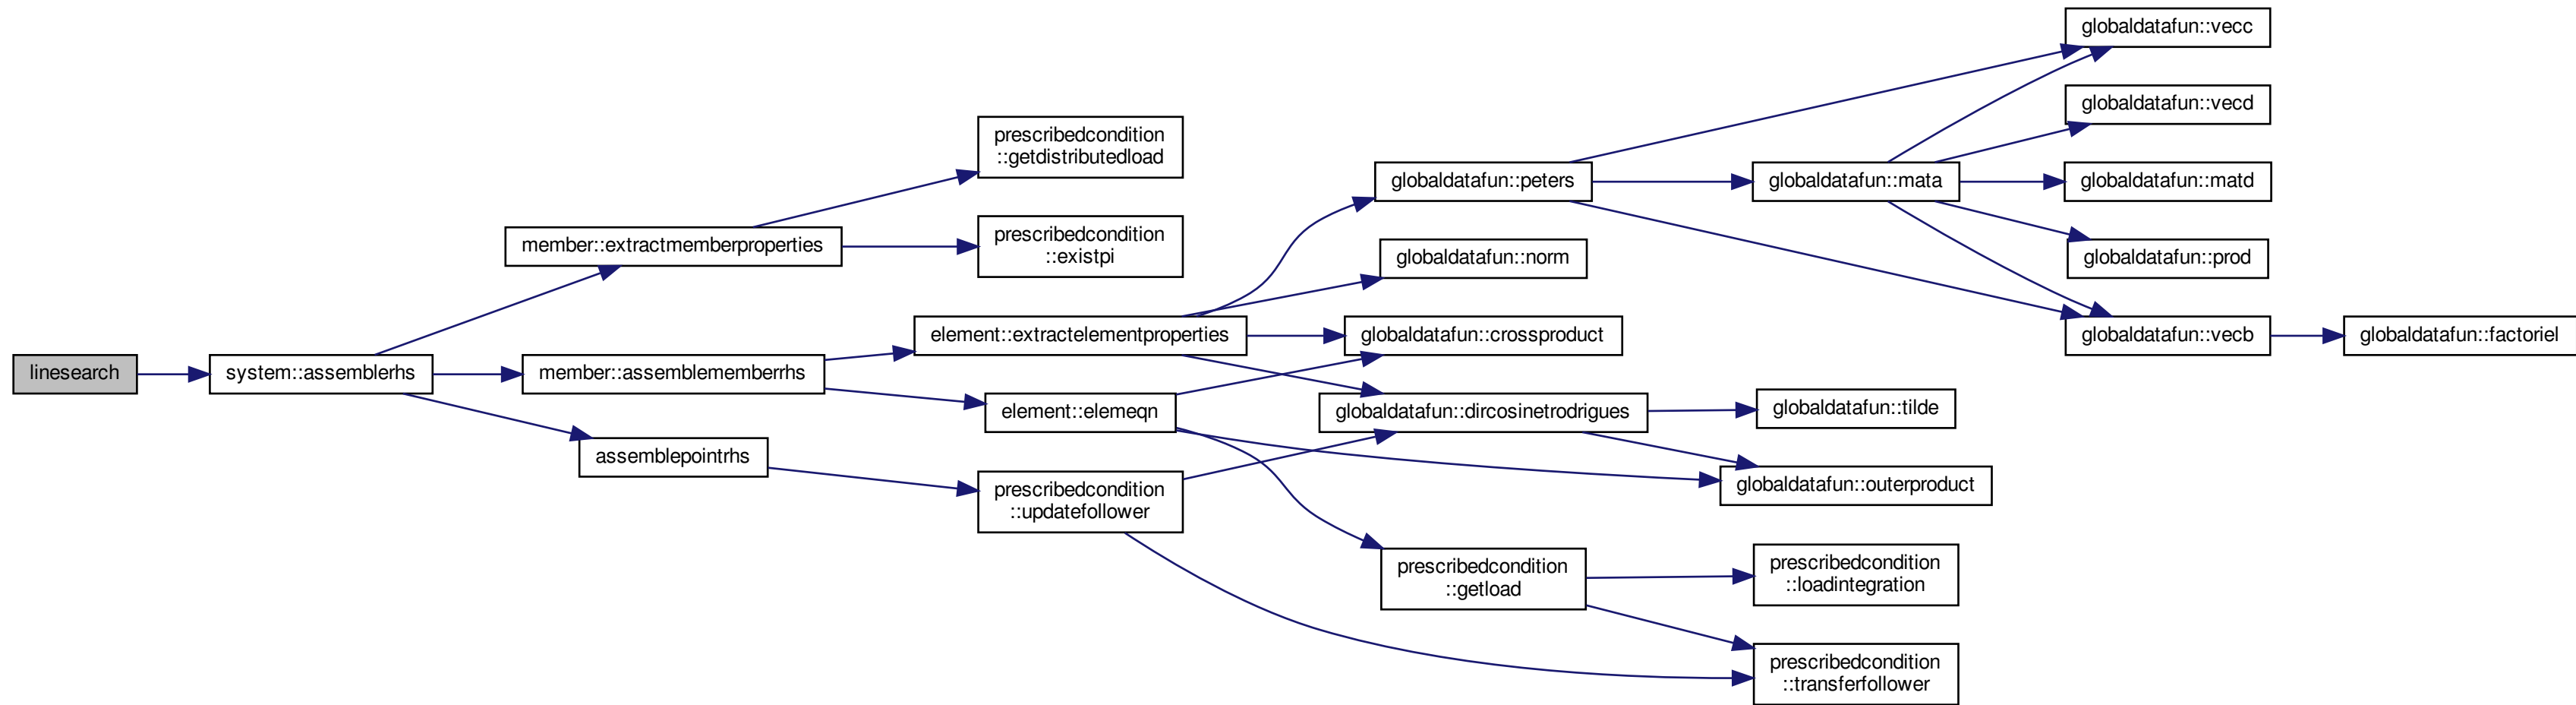 linesearch
system::assemblerhs
member::extractmemberproperties
member::assemblememberrhs
assemblepointrhs
prescribedcondition
::getdistributedload
prescribedcondition
::existpi
element::extractelementproperties
element::elemeqn
prescribedcondition
::updatefollower
globaldatafun::peters
globaldatafun::norm
globaldatafun::crossproduct
globaldatafun::dircosinetrodrigues
prescribedcondition
::getload
globaldatafun::mata
globaldatafun::tilde
globaldatafun::outerproduct
prescribedcondition
::loadintegration
prescribedcondition
::transferfollower
globaldatafun::vecc
globaldatafun::vecd
globaldatafun::matd
globaldatafun::prod
globaldatafun::vecb
globaldatafun::factoriel